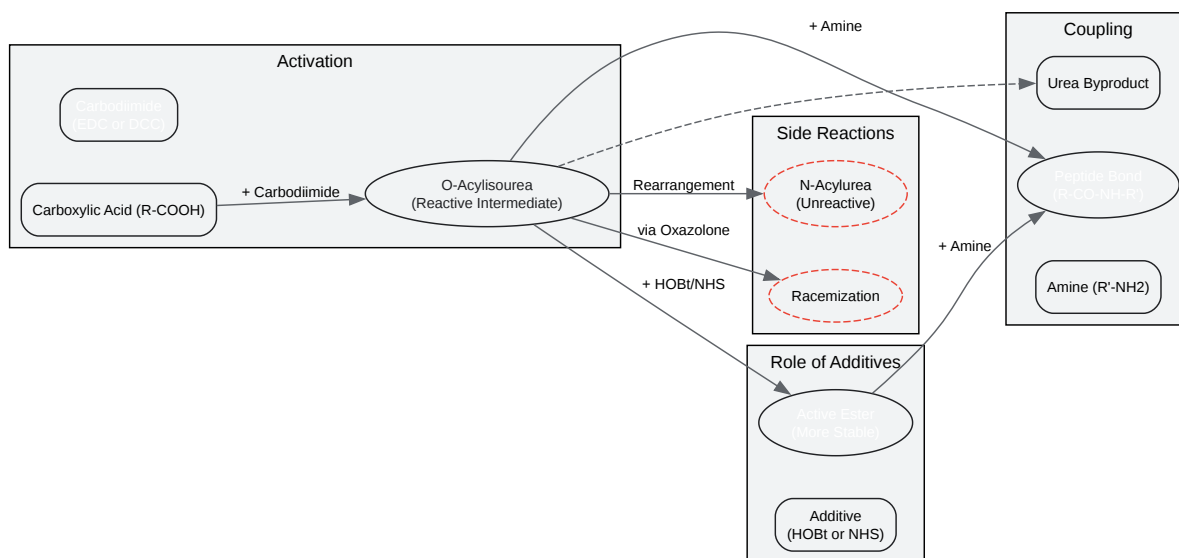 Activation
Carbodiimide
(EDC or DCC)
Carboxylic Acid (R-COOH)
+ Carbodiimide
O-Acylisourea
(Reactive Intermediate)
+ Amine
Rearrangement
via Oxazolone
+ HOBt/NHS
Side Reactions
N-Acylurea
(Unreactive)
Racemization
Role of Additives
Active Ester
(More Stable)
Additive
(HOBt or NHS)
+ Amine
Coupling
Urea Byproduct
Peptide Bond
(R-CO-NH-R')
Amine (R'-NH2)